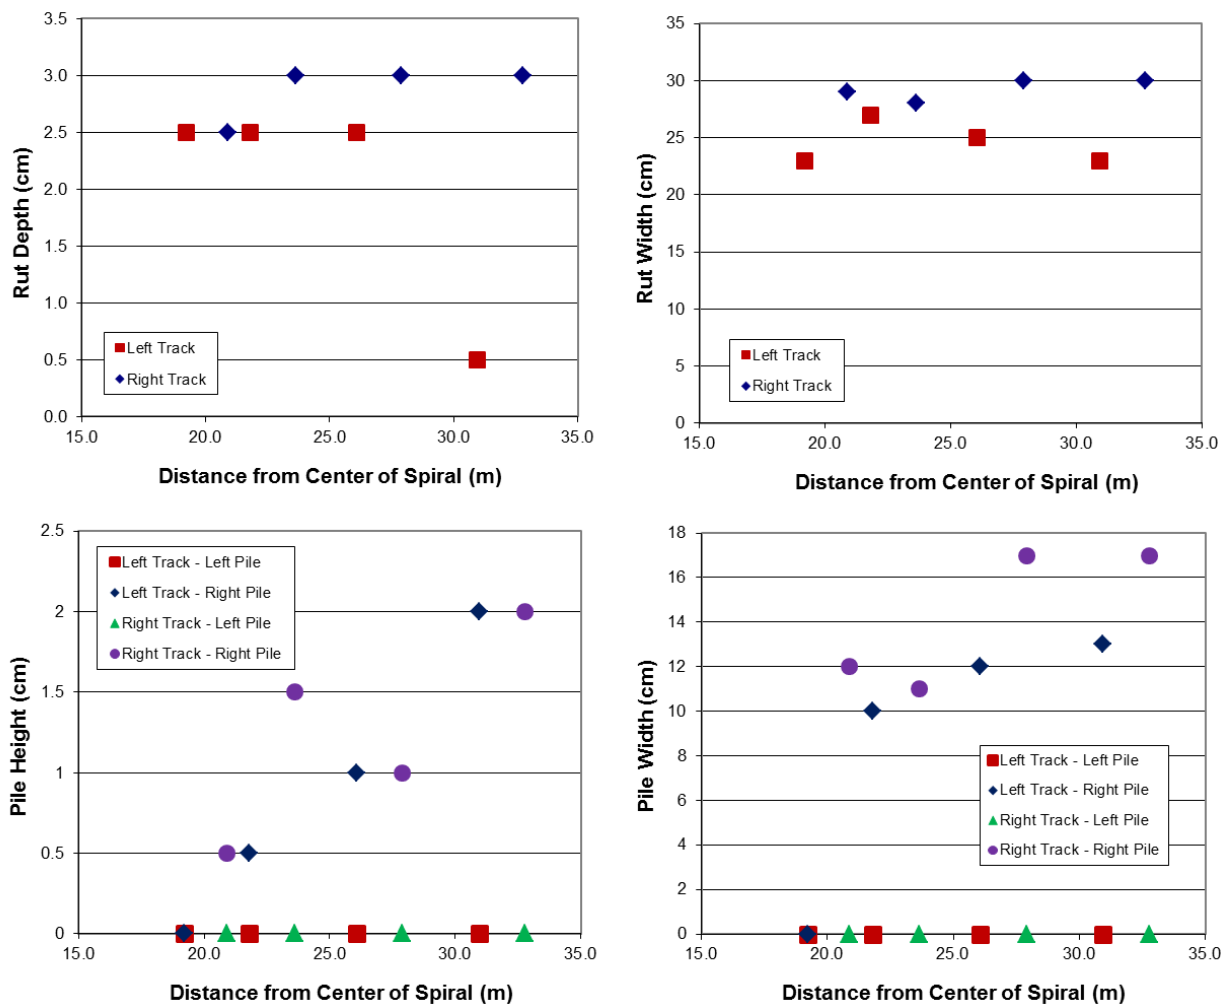 3.5
3.0
2.5
2.0
1.5
1.0
0.5
0.0
Rut Depth (cm)
Left Track
Right Track
15.0 20.0 25.0 30.0 35.0
Distance from Center of Spiral (m)
35
30
25
20
15
10
5
0
Rut Width (cm)
Left Track
Right Track
15.0 20.0 25.0 30.0 35.0
Distance from Center of Spiral (m)
2.5
2
1.5
1
0.5
0
Pile Height (cm)
Left Track - Left Pile
Left Track - Right Pile
Right Track - Left Pile
Right Track - Right Pile
15.0 20.0 25.0 30.0 35.0
Distance from Center of Spiral (m)
18
16
14
12
10
8
6
4
2
0
Pile Width (cm)
Left Track - Left Pile
Left Track - Right Pile
Right Track - Left Pile
Right Track - Right Pile
15.0 20.0 25.0 30.0 35.0
Distance from Center of Spiral (m)